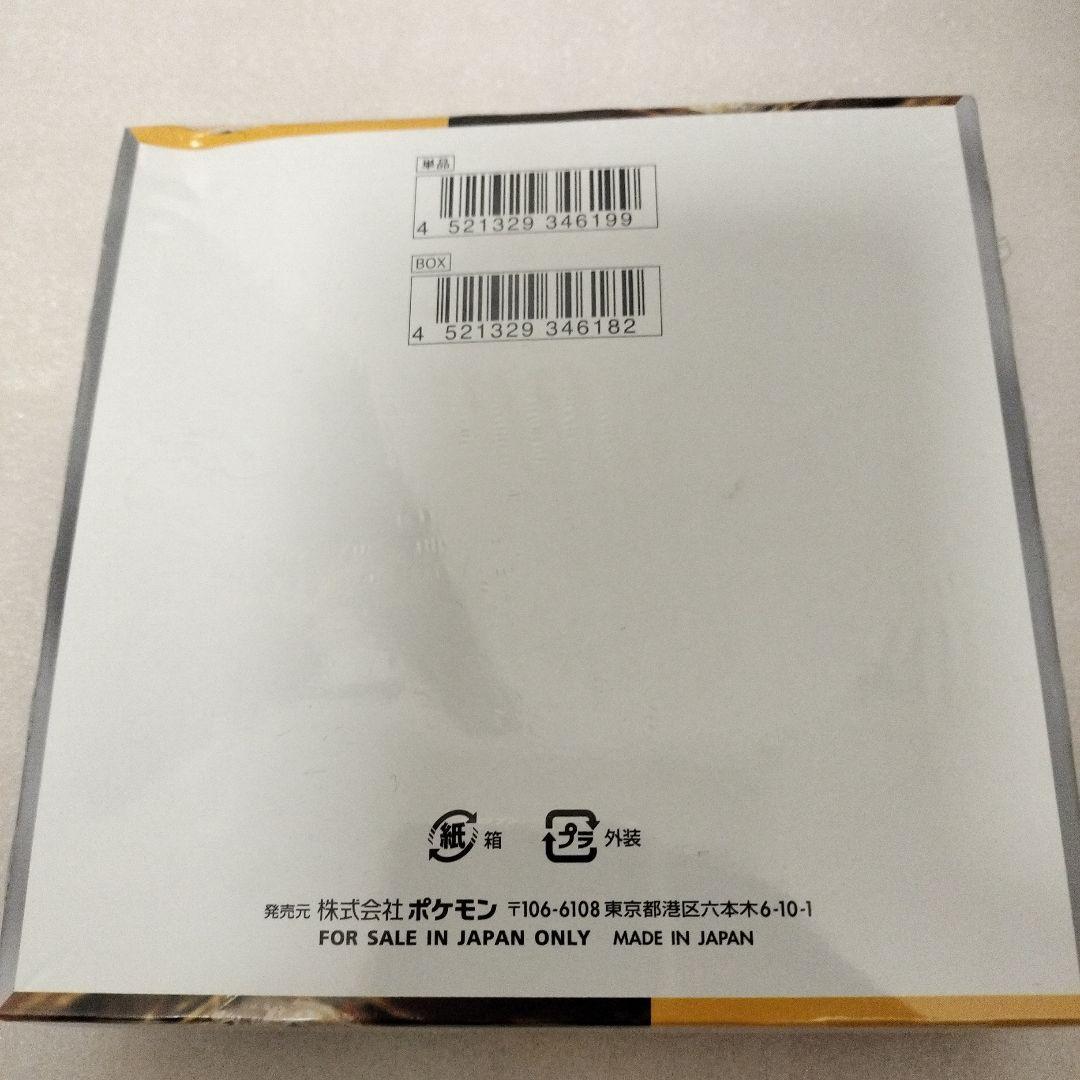 単品
4 521329 346199
BOX
4 521329 346182
紙 箱 プラ 外装
発売元 株式会社ポケモン 〒106-6108 東京都港区六本木6-10-1
FOR SALE IN JAPAN ONLY MADE IN JAPAN